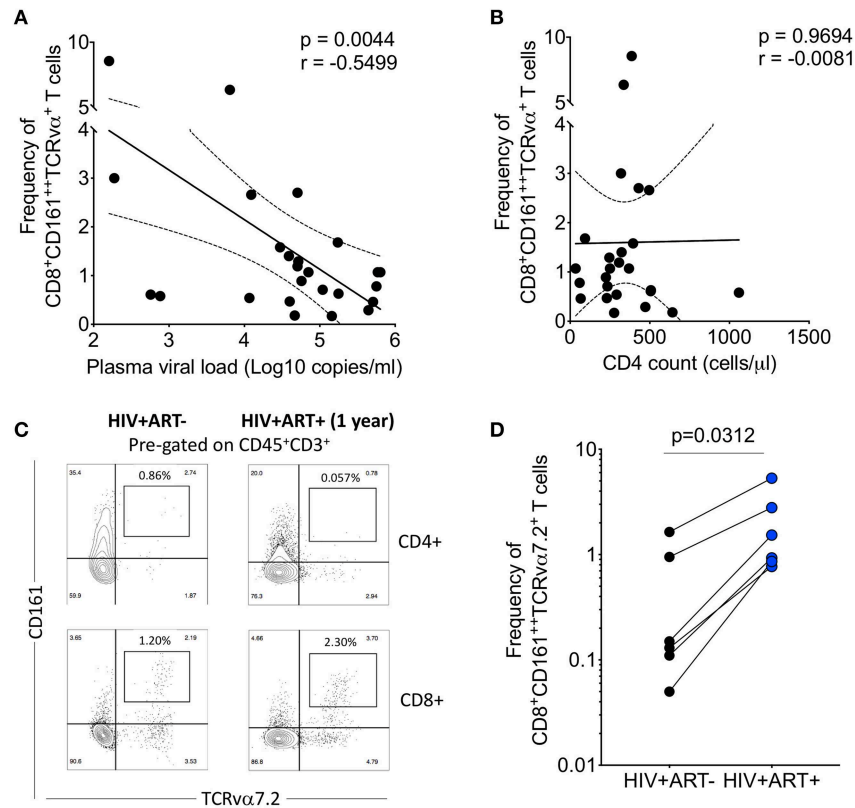 A
p = 0.0044
r = -0.5499
Frequency of
CD8+CD161++TCRvα+ T cells
10
5
4
3
2
1
0
2
3
4
5
6
Plasma viral load (Log10 copies/ml)
B
p = 0.9694
r = -0.0081
Frequency of
CD8+CD161++TCRvα+ T cells
10
5
4
3
2
1
0
0
500
1000
1500
CD4 count (cells/μl)
C
HIV+ART-
HIV+ART+ (1 year)
Pre-gated on CD45+CD3+
35.4
2.74
0.86%
59.9
1.87
20.0
0.78
0.057%
76.3
2.94
CD4+
3.65
2.19
1.20%
90.6
3.53
4.66
3.70
2.30%
86.8
4.79
CD8+
CD161
TCRvα7.2
D
p=0.0312
Frequency of
CD8+CD161++TCRvα7.2+ T cells
10
1
0.1
0.01
HIV+ART-
HIV+ART+